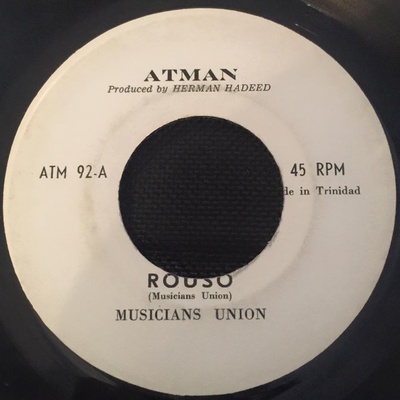 ATMAN
Produced by HERMAN HADEED
ATM 92-A
45 RPM
de in Trinidad
ROUSO
(Musicians Union)
MUSICIANS UNION